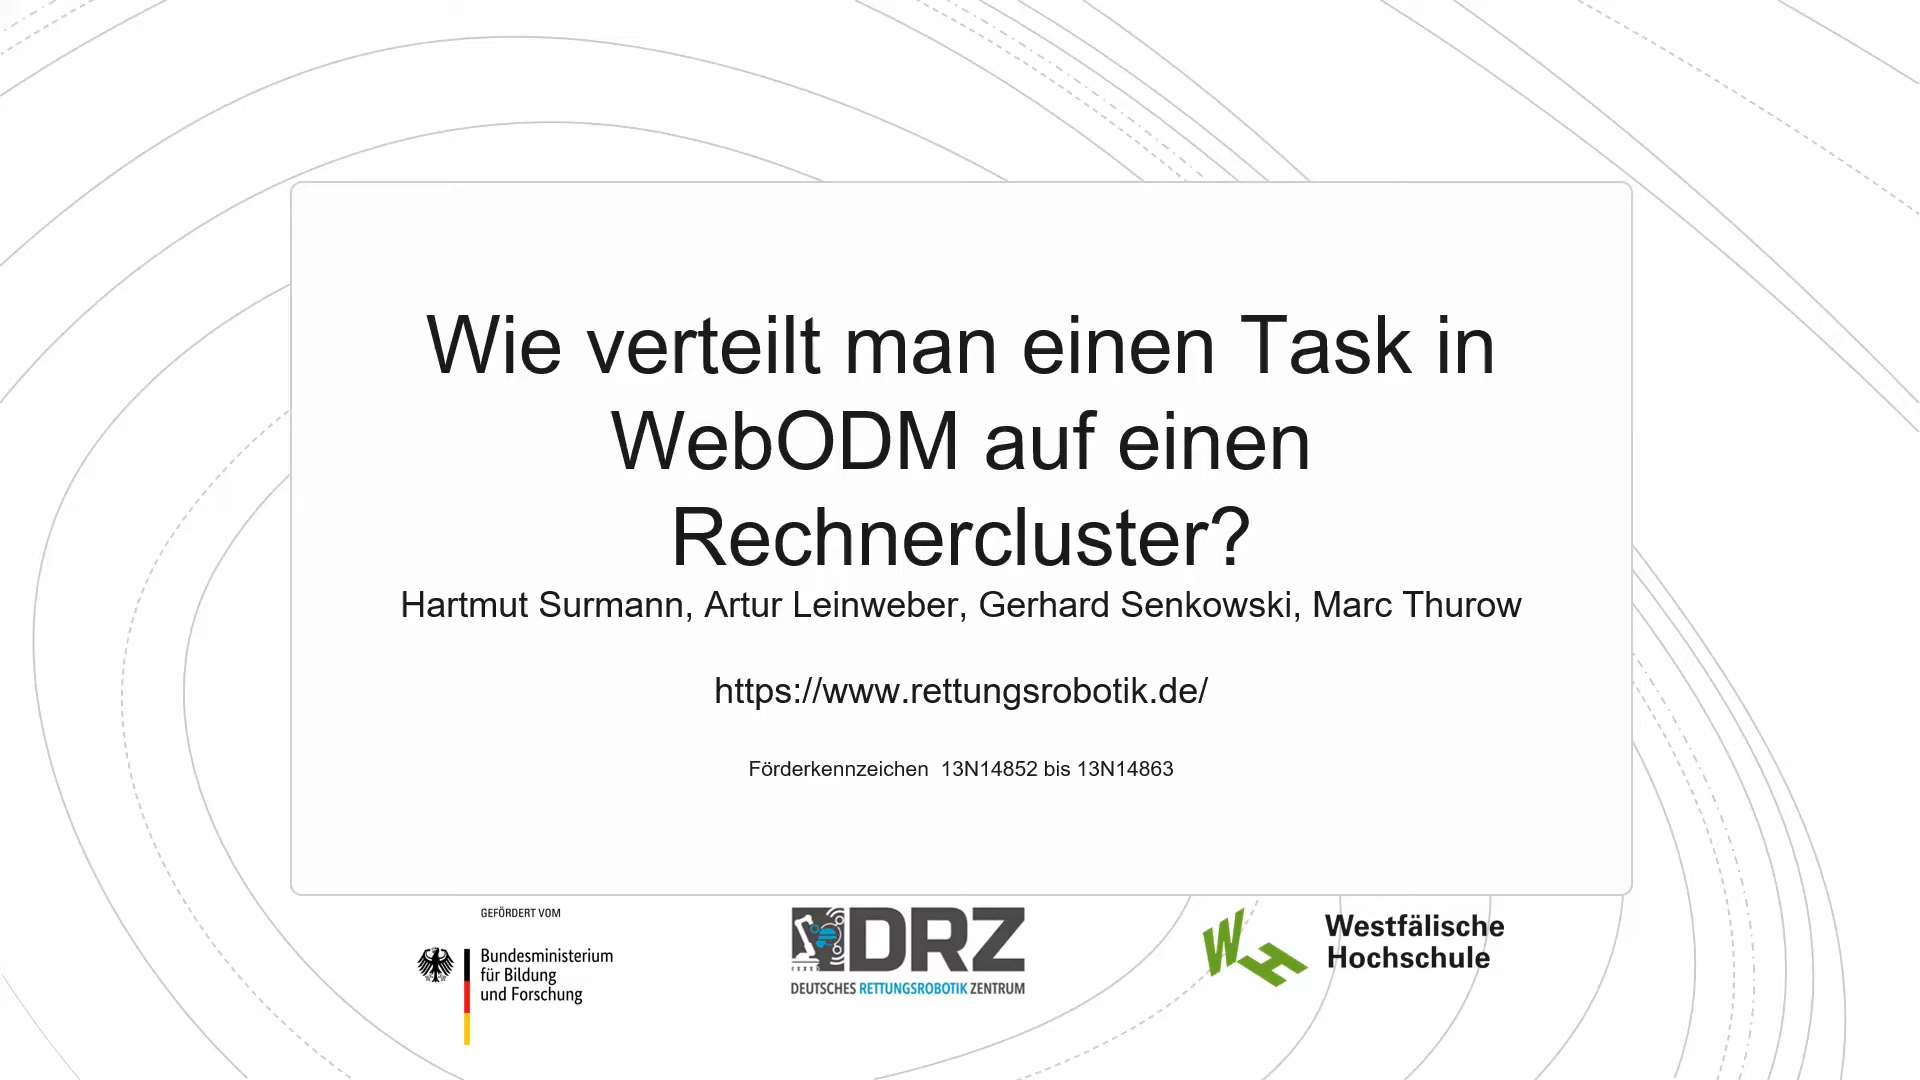 Wie verteilt man einen Task in
WebODM auf einen
Rechnercluster?
Hartmut Surmann, Artur Leinweber, Gerhard Senkowski, Marc Thurow
https://www.rettungsrobotik.de/
Förderkennzeichen  13N14852 bis 13N14863
GEFÖRDERT VOM
Bundesministerium
für Bildung
und Forschung
DRZ
DEUTSCHES RETTUNGSROBOTIK ZENTRUM
WH
Westfälische
Hochschule